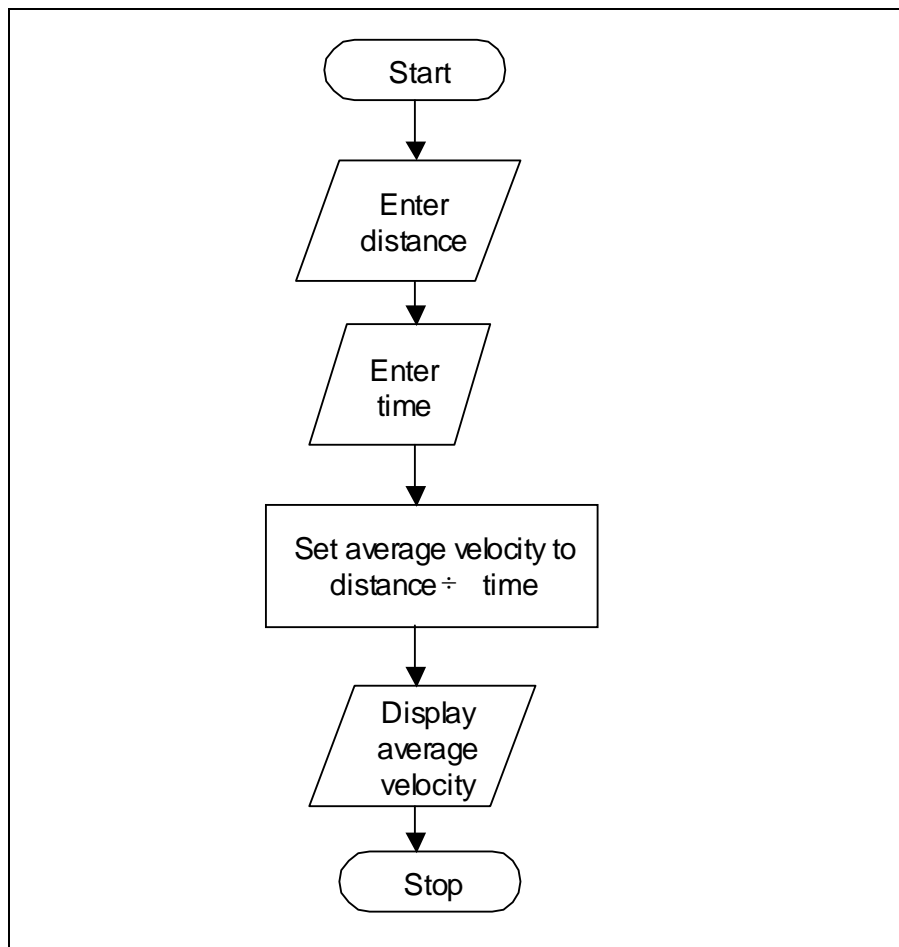 Start
Enter
distance
Enter
time
Set average velocity to
distance ÷ time
Display
average
velocity
Stop